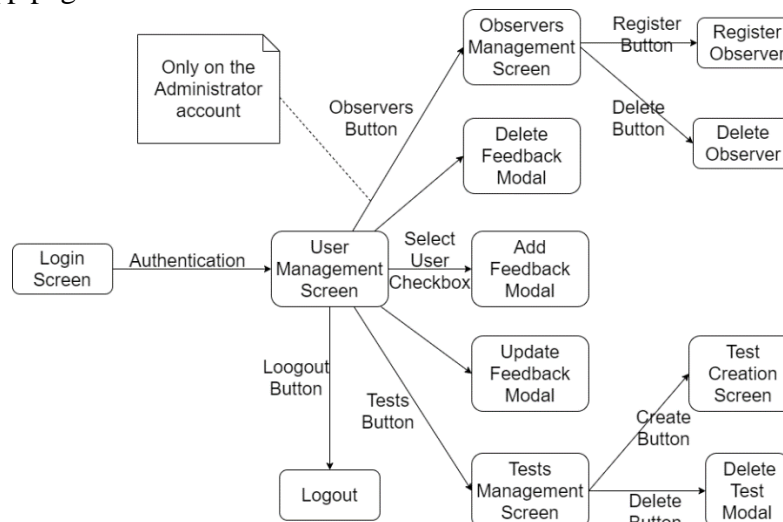 Only on the
Administrator
account
Observers
Management
Screen
Register
Button
Register
Observer
Observers
Button
Delete
Button
Delete
Observer
Delete
Feedback
Modal
Login
Screen
Authentication
User
Management
Screen
Select
User
Checkbox
Add
Feedback
Modal
Update
Feedback
Modal
Loogout
Button
Tests
Button
Test
Creation
Screen
Create
Button
Logout
Tests
Management
Screen
Delete
Button
Delete
Test
Modal